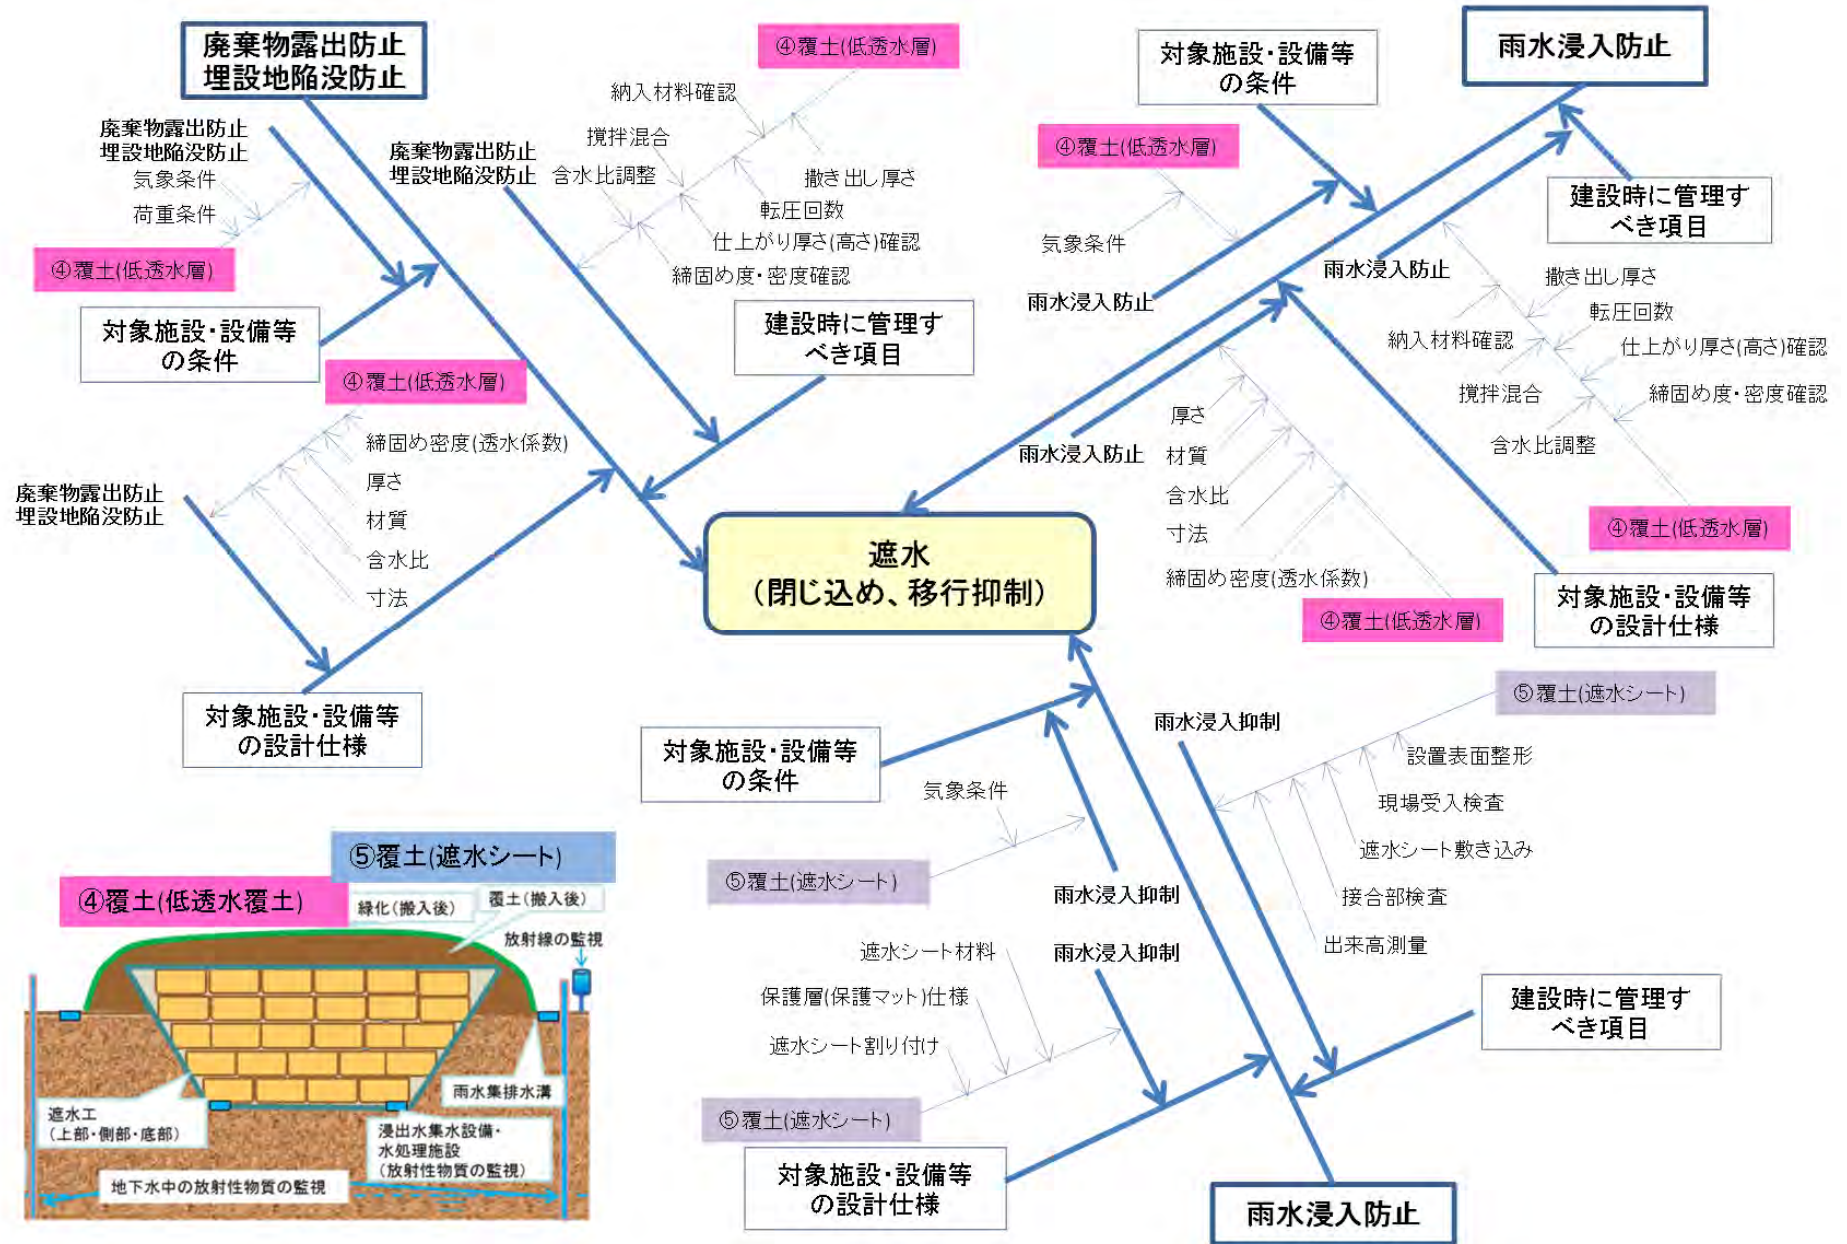 廃棄物露出防止
埋設地陥没防止
廃棄物露出防止
埋設地陥没防止
気象条件
荷重条件
④覆土(低透水層)
対象施設・設備等
の条件
④覆土(低透水層)
納入材料確認
攪拌混合
含水比調整
廃棄物露出防止
埋設地陥没防止
撒き出し厚さ
転圧回数
仕上がり厚さ(高さ)確認
締固め度・密度確認
建設時に管理す
べき項目
④覆土(低透水層)
締固め密度(透水係数)
厚さ
材質
含水比
寸法
廃棄物露出防止
埋設地陥没防止
対象施設・設備等
の設計仕様
雨水浸入防止
対象施設・設備等
の条件
④覆土(低透水層)
気象条件
雨水浸入防止
建設時に管理す
べき項目
雨水浸入防止
撒き出し厚さ
転圧回数
仕上がり厚さ(高さ)確認
締固め度・密度確認
納入材料確認
攪拌混合
含水比調整
④覆土(低透水層)
雨水浸入防止
厚さ
材質
含水比
寸法
締固め密度(透水係数)
④覆土(低透水層)
対象施設・設備等
の設計仕様
遮水
(閉じ込め、移行抑制)
対象施設・設備等
の条件
気象条件
⑤覆土(遮水シート)
雨水浸入抑制
雨水浸入抑制
⑤覆土(遮水シート)
設置表面整形
現場受入検査
遮水シート敷き込み
接合部検査
出来高測量
建設時に管理す
べき項目
雨水浸入抑制
遮水シート材料
保護層(保護マット)仕様
遮水シート割り付け
⑤覆土(遮水シート)
対象施設・設備等
の設計仕様
雨水浸入防止
⑤覆土(遮水シート)
④覆土(低透水覆土)
緑化(搬入後)
覆土(搬入後)
放射線の監視
雨水集排水溝
遮水工
(上部・側部・底部)
浸出水集水設備・
水処理施設
(放射性物質の監視)
地下水中の放射性物質の監視